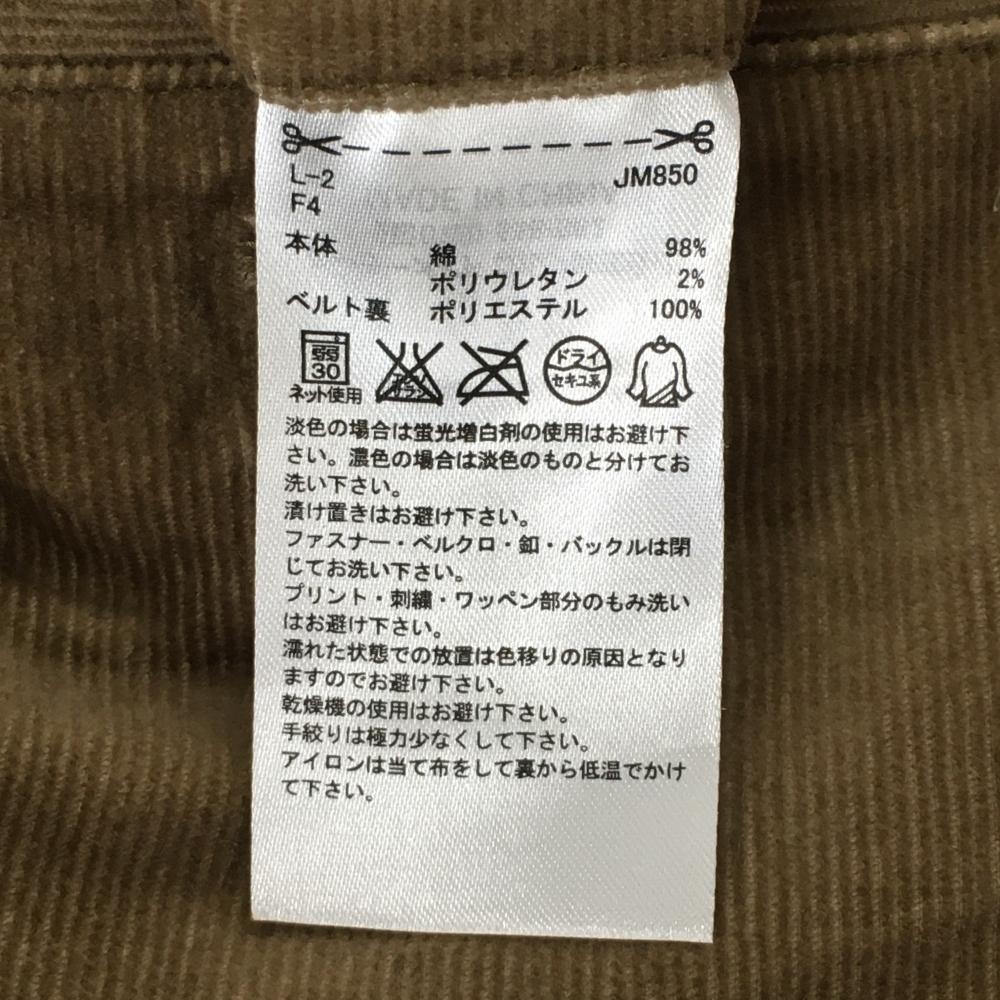 L-2 JM850
F4
本体 綿 98%
ポリウレタン 2%
ベルト裏 ポリエステル 100%
弱 ドライ
30 セキユ系
ネット使用
淡色の場合は蛍光増白剤の使用はお避け下
さい。濃色の場合は淡色のものと分けてお
洗い下さい。
漬け置きはお避け下さい。
ファスナー・ベルクロ・釦・バックルは閉
じてお洗い下さい。
プリント・刺繍・ワッペン部分のもみ洗い
はお避け下さい。
濡れた状態での放置は色移りの原因となり
ますのでお避け下さい。
乾燥機の使用はお避け下さい。
手絞りは極力少なくして下さい。
アイロンは当て布をして裏から低温でかけ
て下さい。